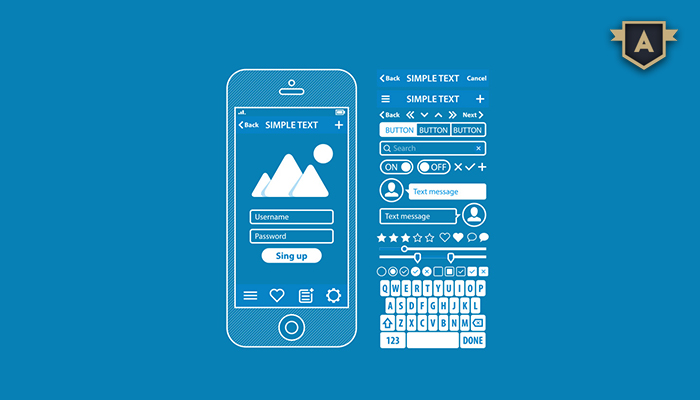 A
Back SIMPLE TEXT
Username
Password
Sing up
Back SIMPLE TEXT Cancel
SIMPLE TEXT
Back Next
BUTTON BUTTON BUTTON
Search
ON OFF
Text message
Text message
Q W E R T Y U I O P
A S D F G H J K L
Z X C V B N M
123 DONE